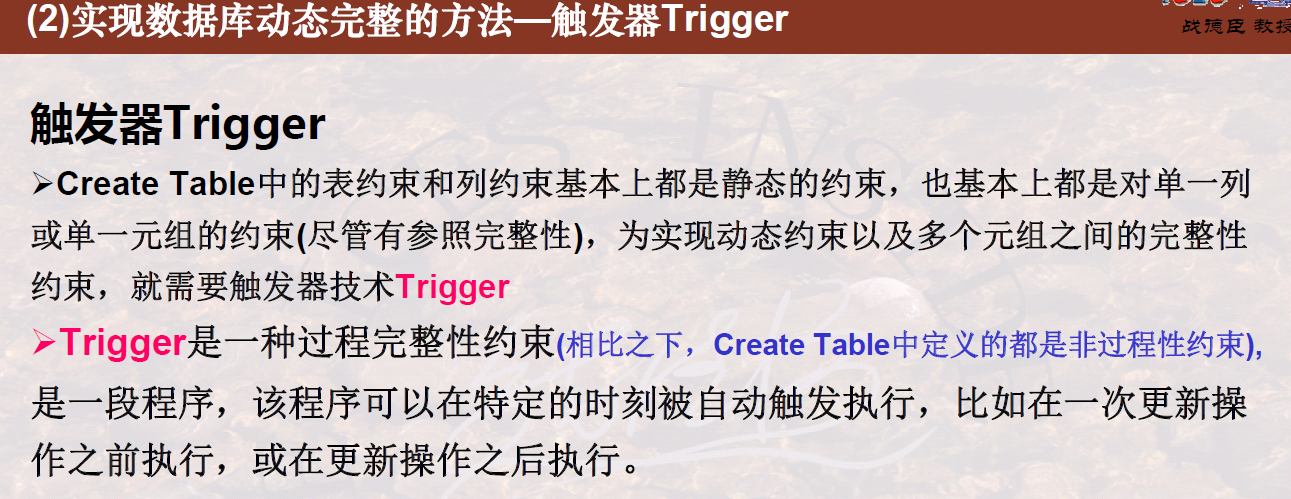 (2)实现数据库动态完整的方法—触发器Trigger
战德臣 教授
触发器Trigger
➢Create Table中的表约束和列约束基本上都是静态的约束，也基本上都是对单一列
或单一元组的约束(尽管有参照完整性)，为实现动态约束以及多个元组之间的完整性
约束，就需要触发器技术Trigger
➢Trigger是一种过程完整性约束(相比之下，Create Table中定义的都是非过程性约束),
是一段程序，该程序可以在特定的时刻被自动触发执行，比如在一次更新操
作之前执行，或在更新操作之后执行。